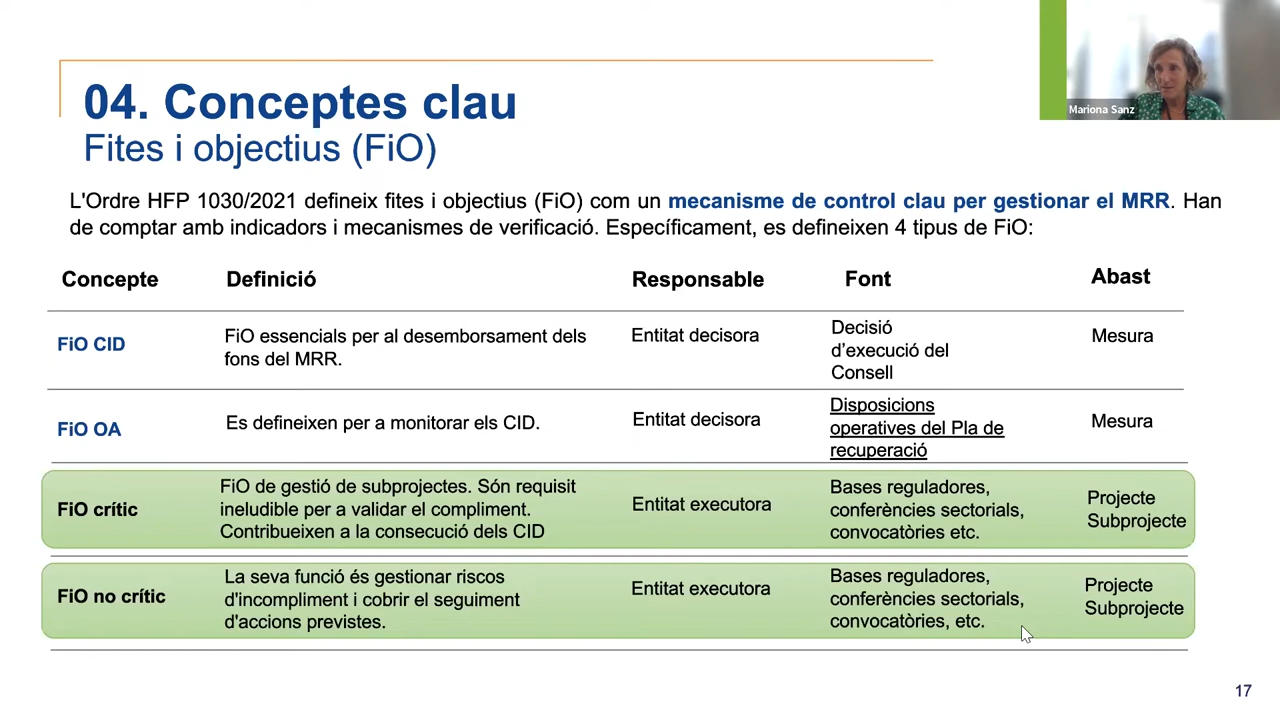 04. Conceptes clau
Fites i objectius (FiO)
Mariona Sanz
L'Ordre HFP 1030/2021 defineix fites i objectius (FiO) com un mecanisme de control clau per gestionar el MRR. Han
de comptar amb indicadors i mecanismes de verificació. Específicament, es defineixen 4 tipus de FiO:
Concepte Definició Responsable Font Abast
FiO CID
FiO essencials per al desemborsament dels
fons del MRR.
Entitat decisora
Decisió
d’execució del
Consell
Mesura
FiO OA
Es defineixen per a monitorar els CID.
Entitat decisora
Disposicions
operatives del Pla de
recuperació
Mesura
FiO crític
FiO de gestió de subprojectes. Són requisit
ineludible per a validar el compliment.
Contribueixen a la consecució dels CID
Entitat executora
Bases reguladores,
conferències sectorials,
convocatòries etc.
Projecte
Subprojecte
FiO no crític
La seva funció és gestionar riscos
d'incompliment i cobrir el seguiment
d'accions previstes.
Entitat executora
Bases reguladores,
conferències sectorials,
convocatòries, etc.
Projecte
Subprojecte
17